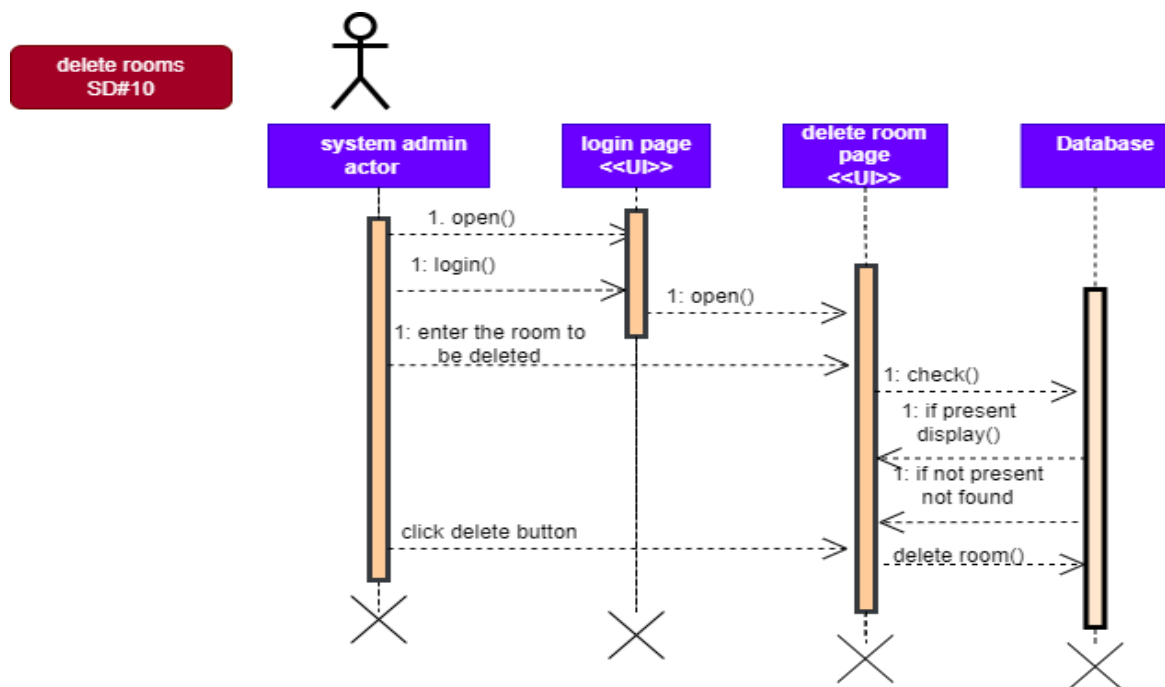 delete rooms
SD#10
system admin
actor
login page
<<UI>>
delete room
page
<<UI>>
Database
1. open()
1: login()
1: open()
1: enter the room to
be deleted
1: check()
1: if present
display()
1: if not present
not found
click delete button
delete room()